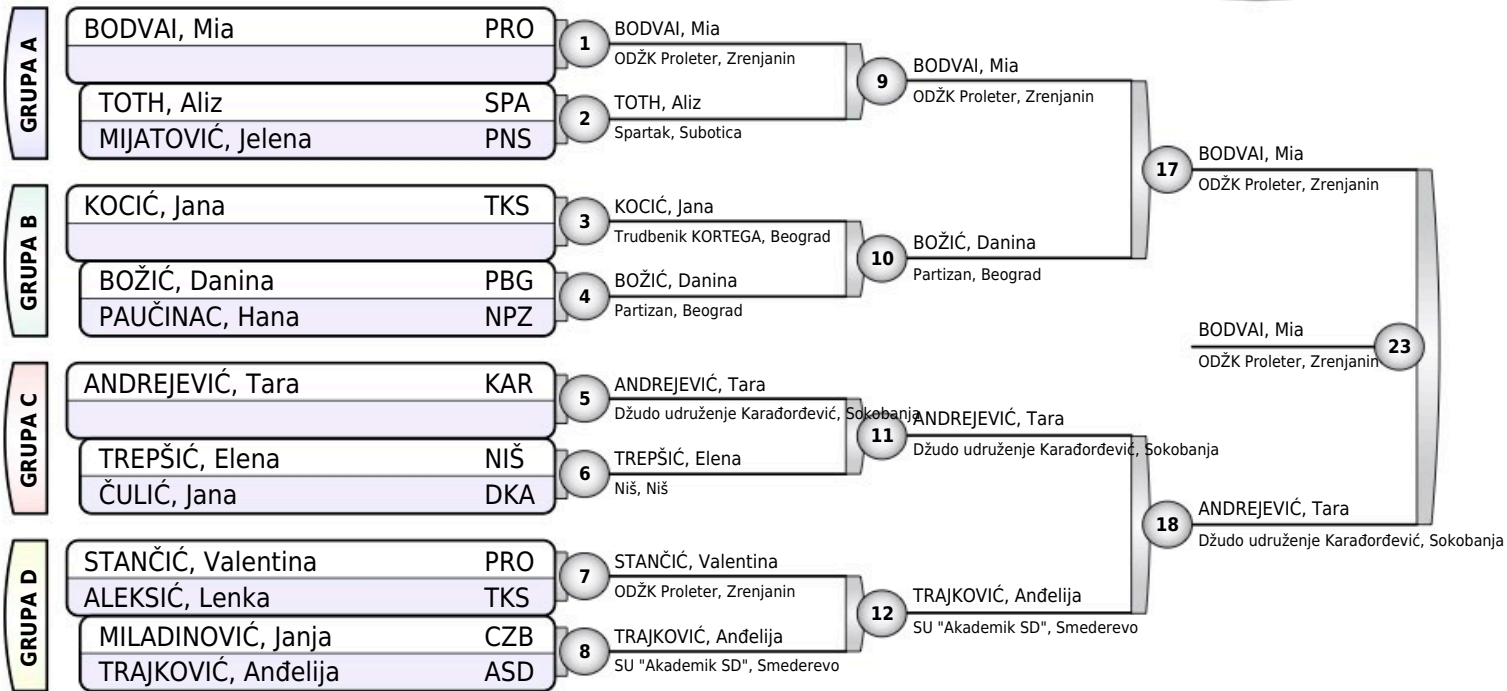 GRUPA A
BODVAI, Mia PRO
TOTH, Aliz SPA
MIJATOVIĆ, Jelena PNS
GRUPA B
KOCIĆ, Jana TKS
BOŽIĆ, Danina PBG
PAUČINAC, Hana NPZ
GRUPA C
ANDREJEVIĆ, Tara KAR
TREPŠIĆ, Elena NIŠ
ČULIĆ, Jana DKA
GRUPA D
STANČIĆ, Valentina PRO
ALEKSIĆ, Lenka TKS
MILADINOVIĆ, Janja CZB
TRAJKOVIĆ, Anđelija ASD
1
BODVAI, Mia
ODŽK Proleter, Zrenjanin
2
TOTH, Aliz
Spartak, Subotica
3
KOCIĆ, Jana
Trudbenik KORTEGA, Beograd
4
BOŽIĆ, Danina
Partizan, Beograd
5
ANDREJEVIĆ, Tara
Džudo udruženje Karađorđević, Sokobanja
6
TREPŠIĆ, Elena
Niš, Niš
7
STANČIĆ, Valentina
ODŽK Proleter, Zrenjanin
8
TRAJKOVIĆ, Anđelija
SU "Akademik SD", Smederevo
9
BODVAI, Mia
ODŽK Proleter, Zrenjanin
10
BOŽIĆ, Danina
Partizan, Beograd
11
ANDREJEVIĆ, Tara
Džudo udruženje Karađorđević, Sokobanja
12
TRAJKOVIĆ, Anđelija
SU "Akademik SD", Smederevo
17
BODVAI, Mia
ODŽK Proleter, Zrenjanin
18
ANDREJEVIĆ, Tara
Džudo udruženje Karađorđević, Sokobanja
BODVAI, Mia
ODŽK Proleter, Zrenjanin
23